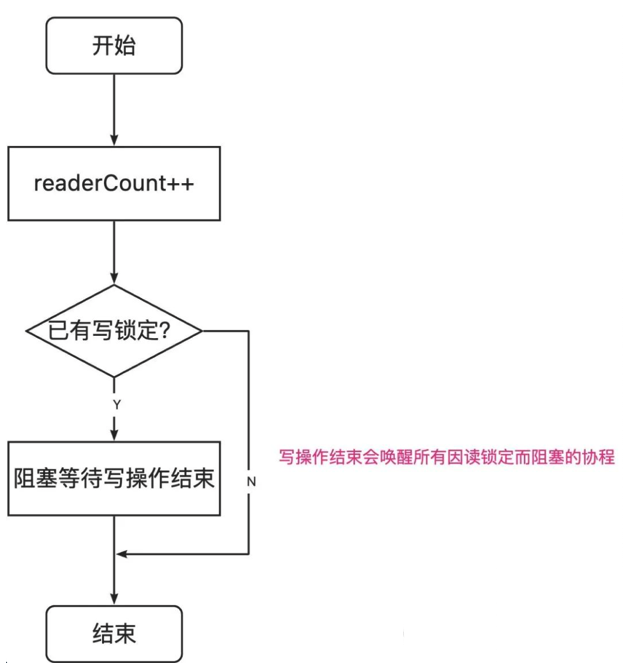 开始
readerCount++
已有写锁定?
Y
阻塞等待写操作结束
N
写操作结束会唤醒所有因读锁定而阻塞的协程
结束